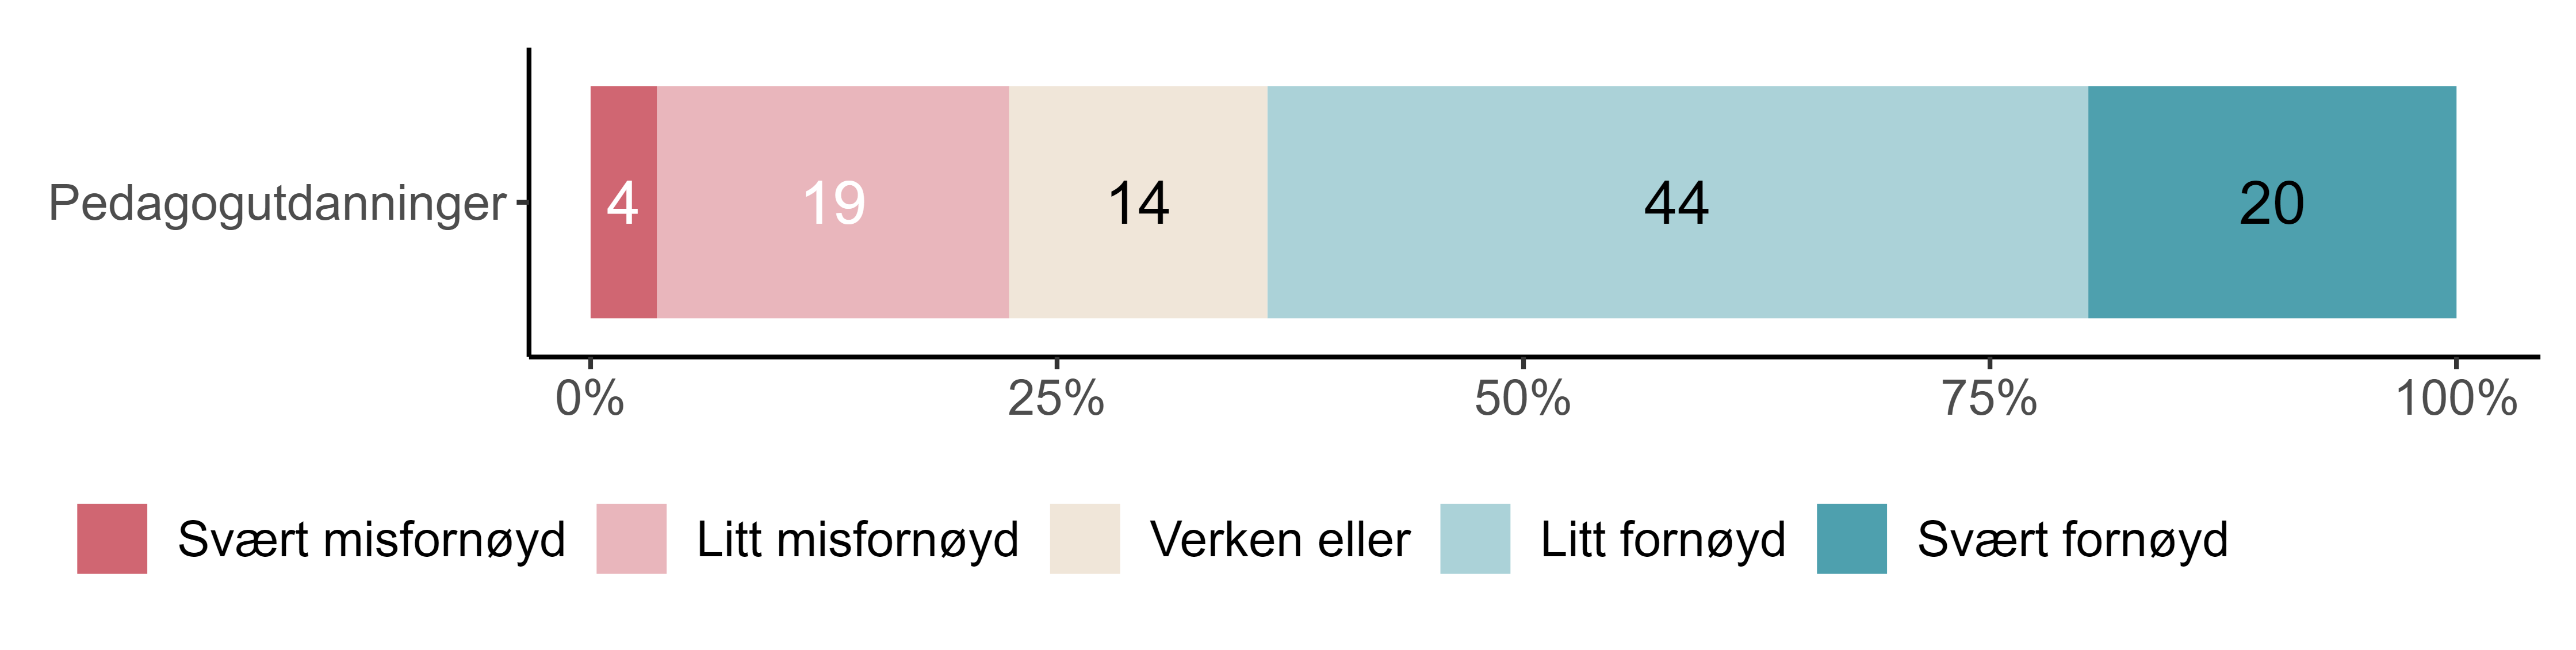 Pedagogutdanninger 4 19 14 44 20
0% 25% 50% 75% 100%
Svært misfornøyd Litt misfornøyd Verken eller Litt fornøyd Svært fornøyd